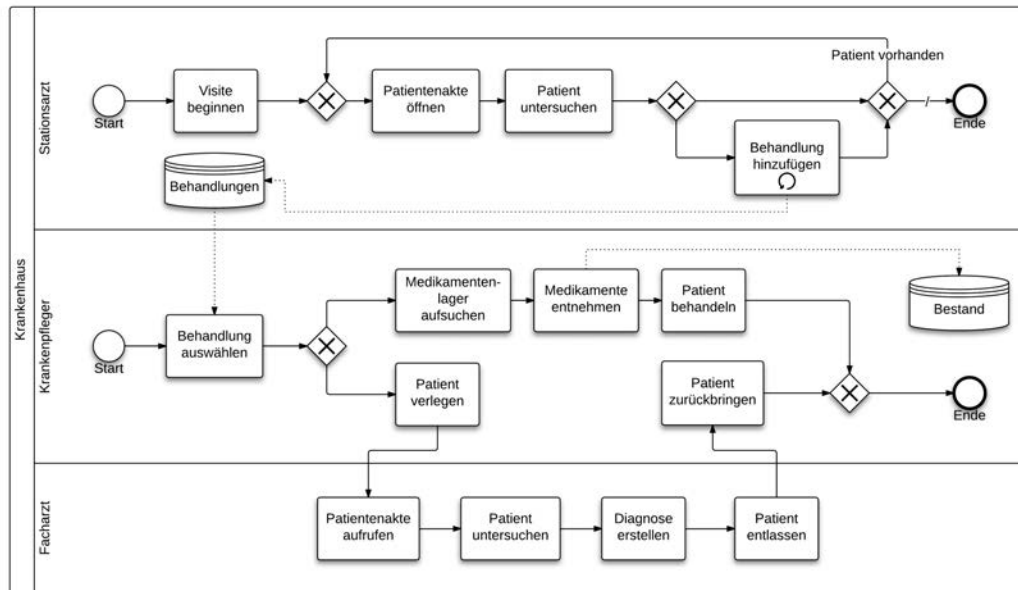 Krankenhaus
Stationsarzt
Patient vorhanden
Start
Visite
beginnen
Patientenakte
öffnen
Patient
untersuchen
Behandlung
hinzufügen
Ende
Behandlungen
Krankenpfleger
Start
Behandlung
auswählen
Medikamenten-
lager
aufsuchen
Medikamente
entnehmen
Patient
behandeln
Bestand
Patient
verlegen
Patient
zurückbringen
Ende
Facharzt
Patientenakte
aufrufen
Patient
untersuchen
Diagnose
erstellen
Patient
entlassen